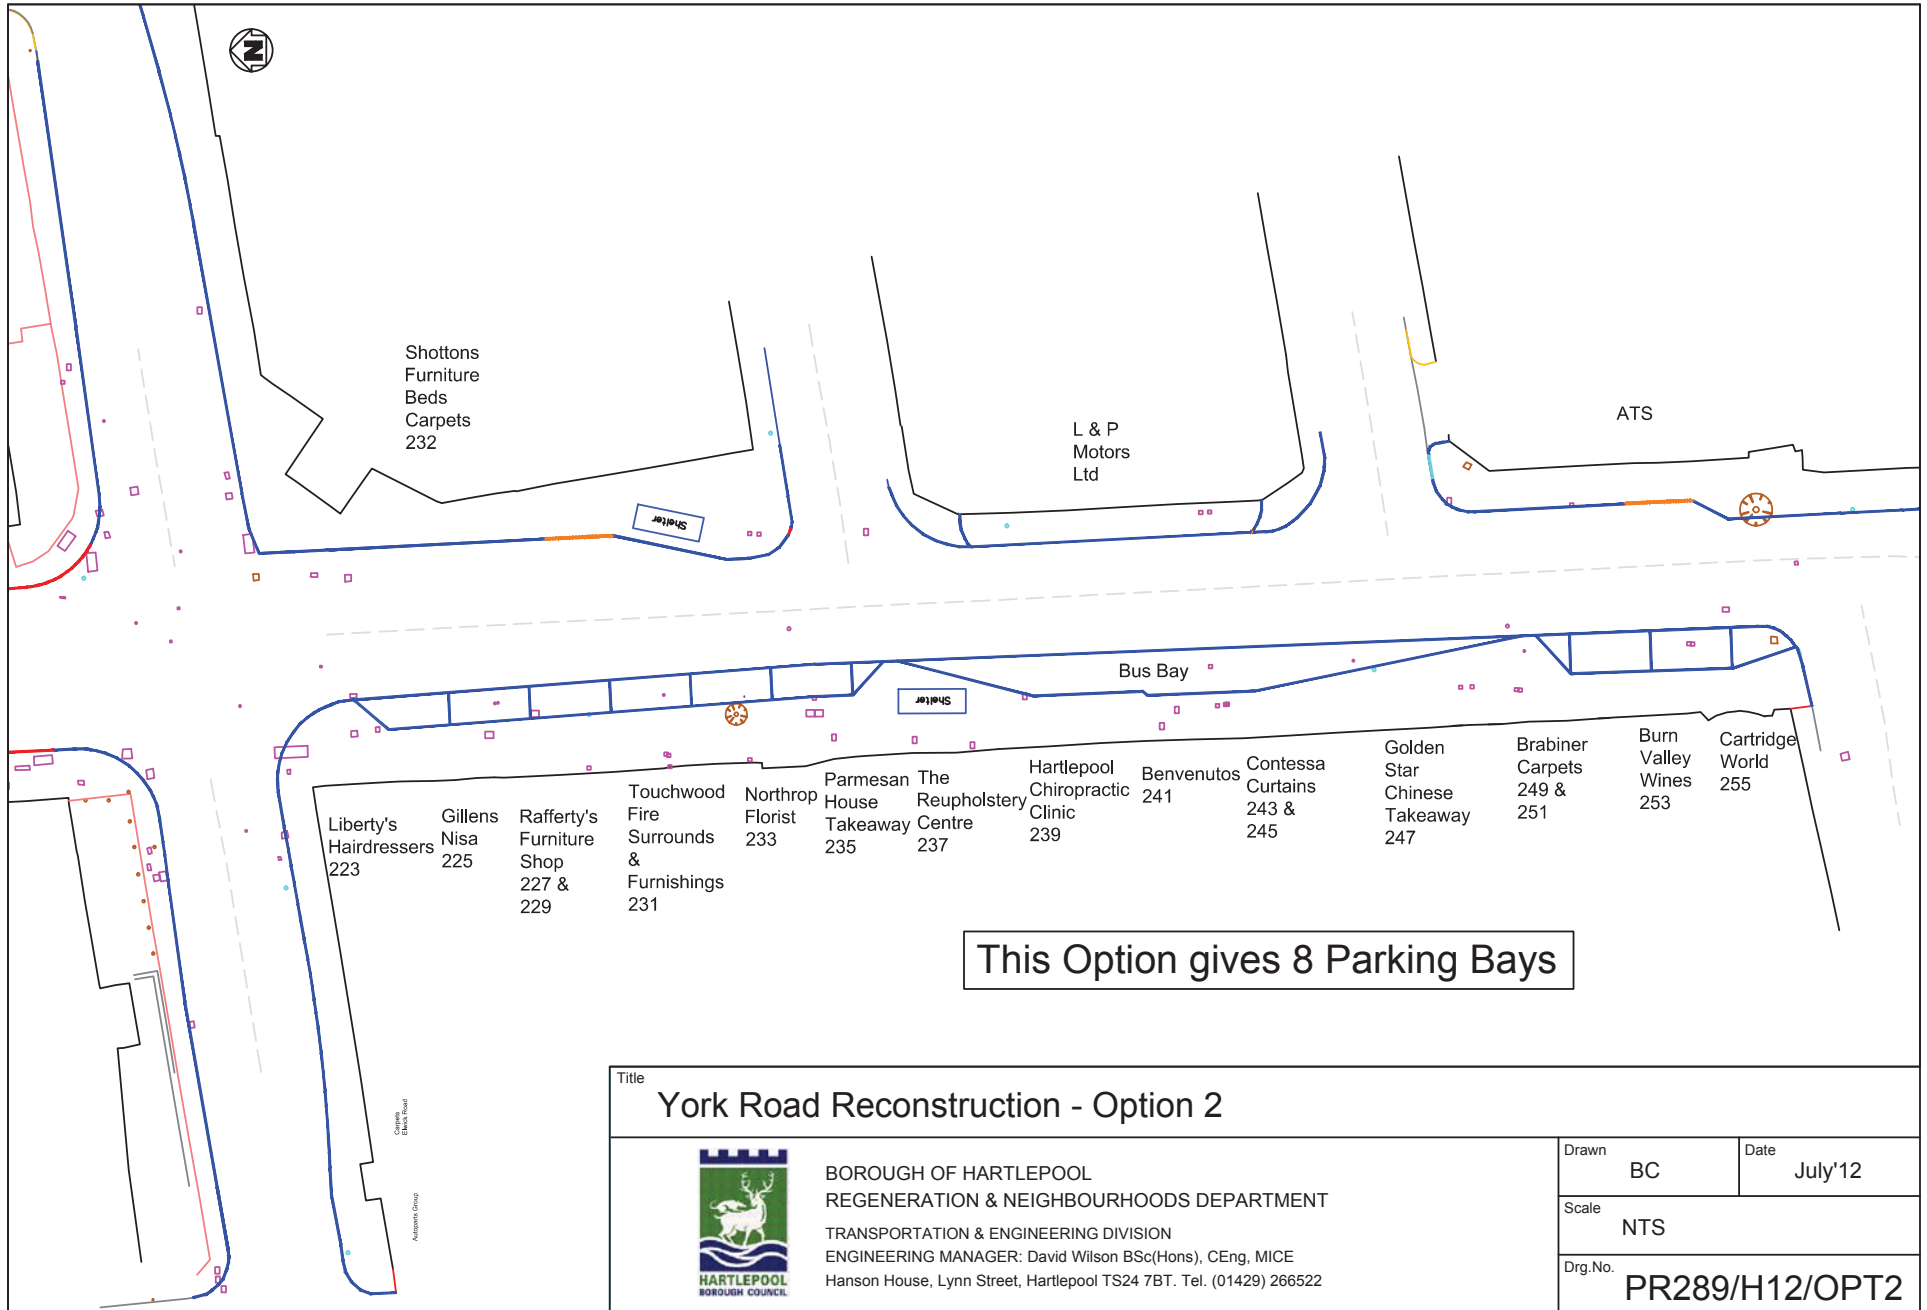 N
Shottons
Furniture
Beds
Carpets
232
Shelter
L & P
Motors
Ltd
ATS
Bus Bay
Shelter
Liberty's
Hairdressers
223
Gillens
Nisa
225
Rafferty's
Furniture
Shop
227 &
229
Touchwood
Fire
Surrounds
&
Furnishings
231
Northrop
Florist
233
Parmesan
House
Takeaway
235
The
Reupholstery
Centre
237
Hartlepool
Chiropractic
Clinic
239
Benvenutos
241
Contessa
Curtains
243 &
245
Golden
Star
Chinese
Takeaway
247
Brabiner
Carpets
249 &
251
Burn
Valley
Wines
253
Cartridge
World
255
This Option gives 8 Parking Bays
Carpets
Elwick Road
Autoparts Group
Title
York Road Reconstruction - Option 2
HARTLEPOOL
BOROUGH COUNCIL
BOROUGH OF HARTLEPOOL
REGENERATION & NEIGHBOURHOODS DEPARTMENT
TRANSPORTATION & ENGINEERING DIVISION
ENGINEERING MANAGER: David Wilson BSc(Hons), CEng, MICE
Hanson House, Lynn Street, Hartlepool TS24 7BT. Tel. (01429) 266522
Drawn
BC
Date
July'12
Scale
NTS
Drg.No.
PR289/H12/OPT2